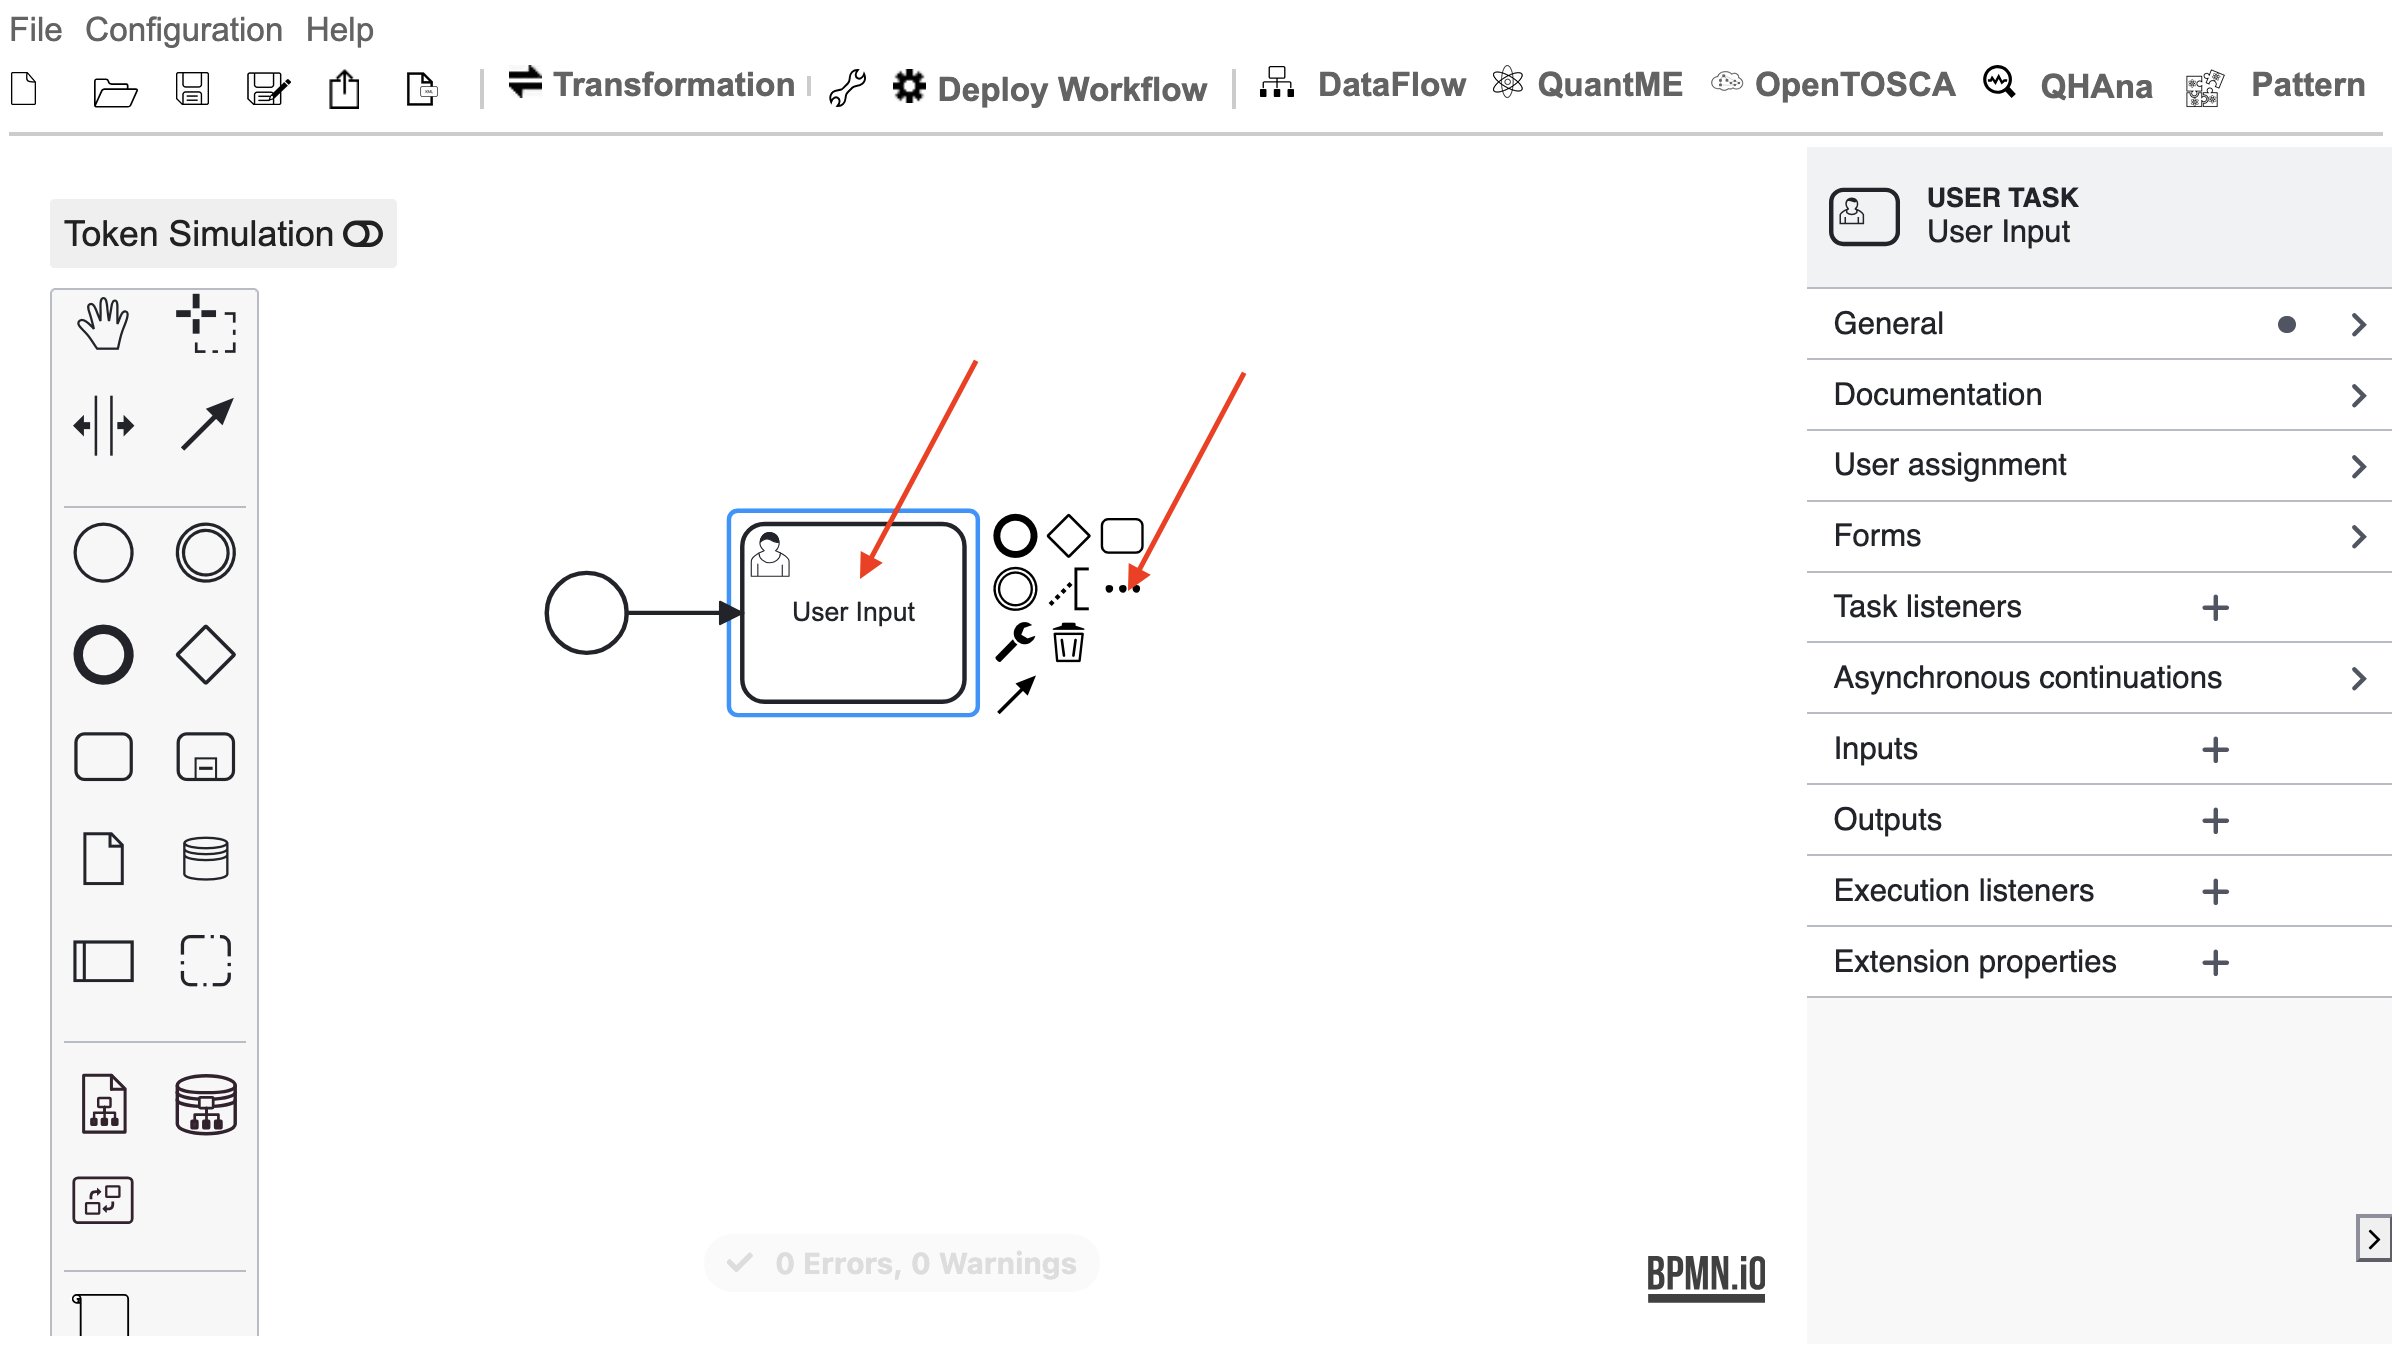 File Configuration Help
Transformation Deploy Workflow DataFlow QuantME OpenTOSCA QHAna Pattern
Token Simulation
USER TASK
User Input
General
Documentation
User assignment
Forms
Task listeners
Asynchronous continuations
Inputs
Outputs
Execution listeners
Extension properties
User Input
0 Errors, 0 Warnings
BPMN.iO